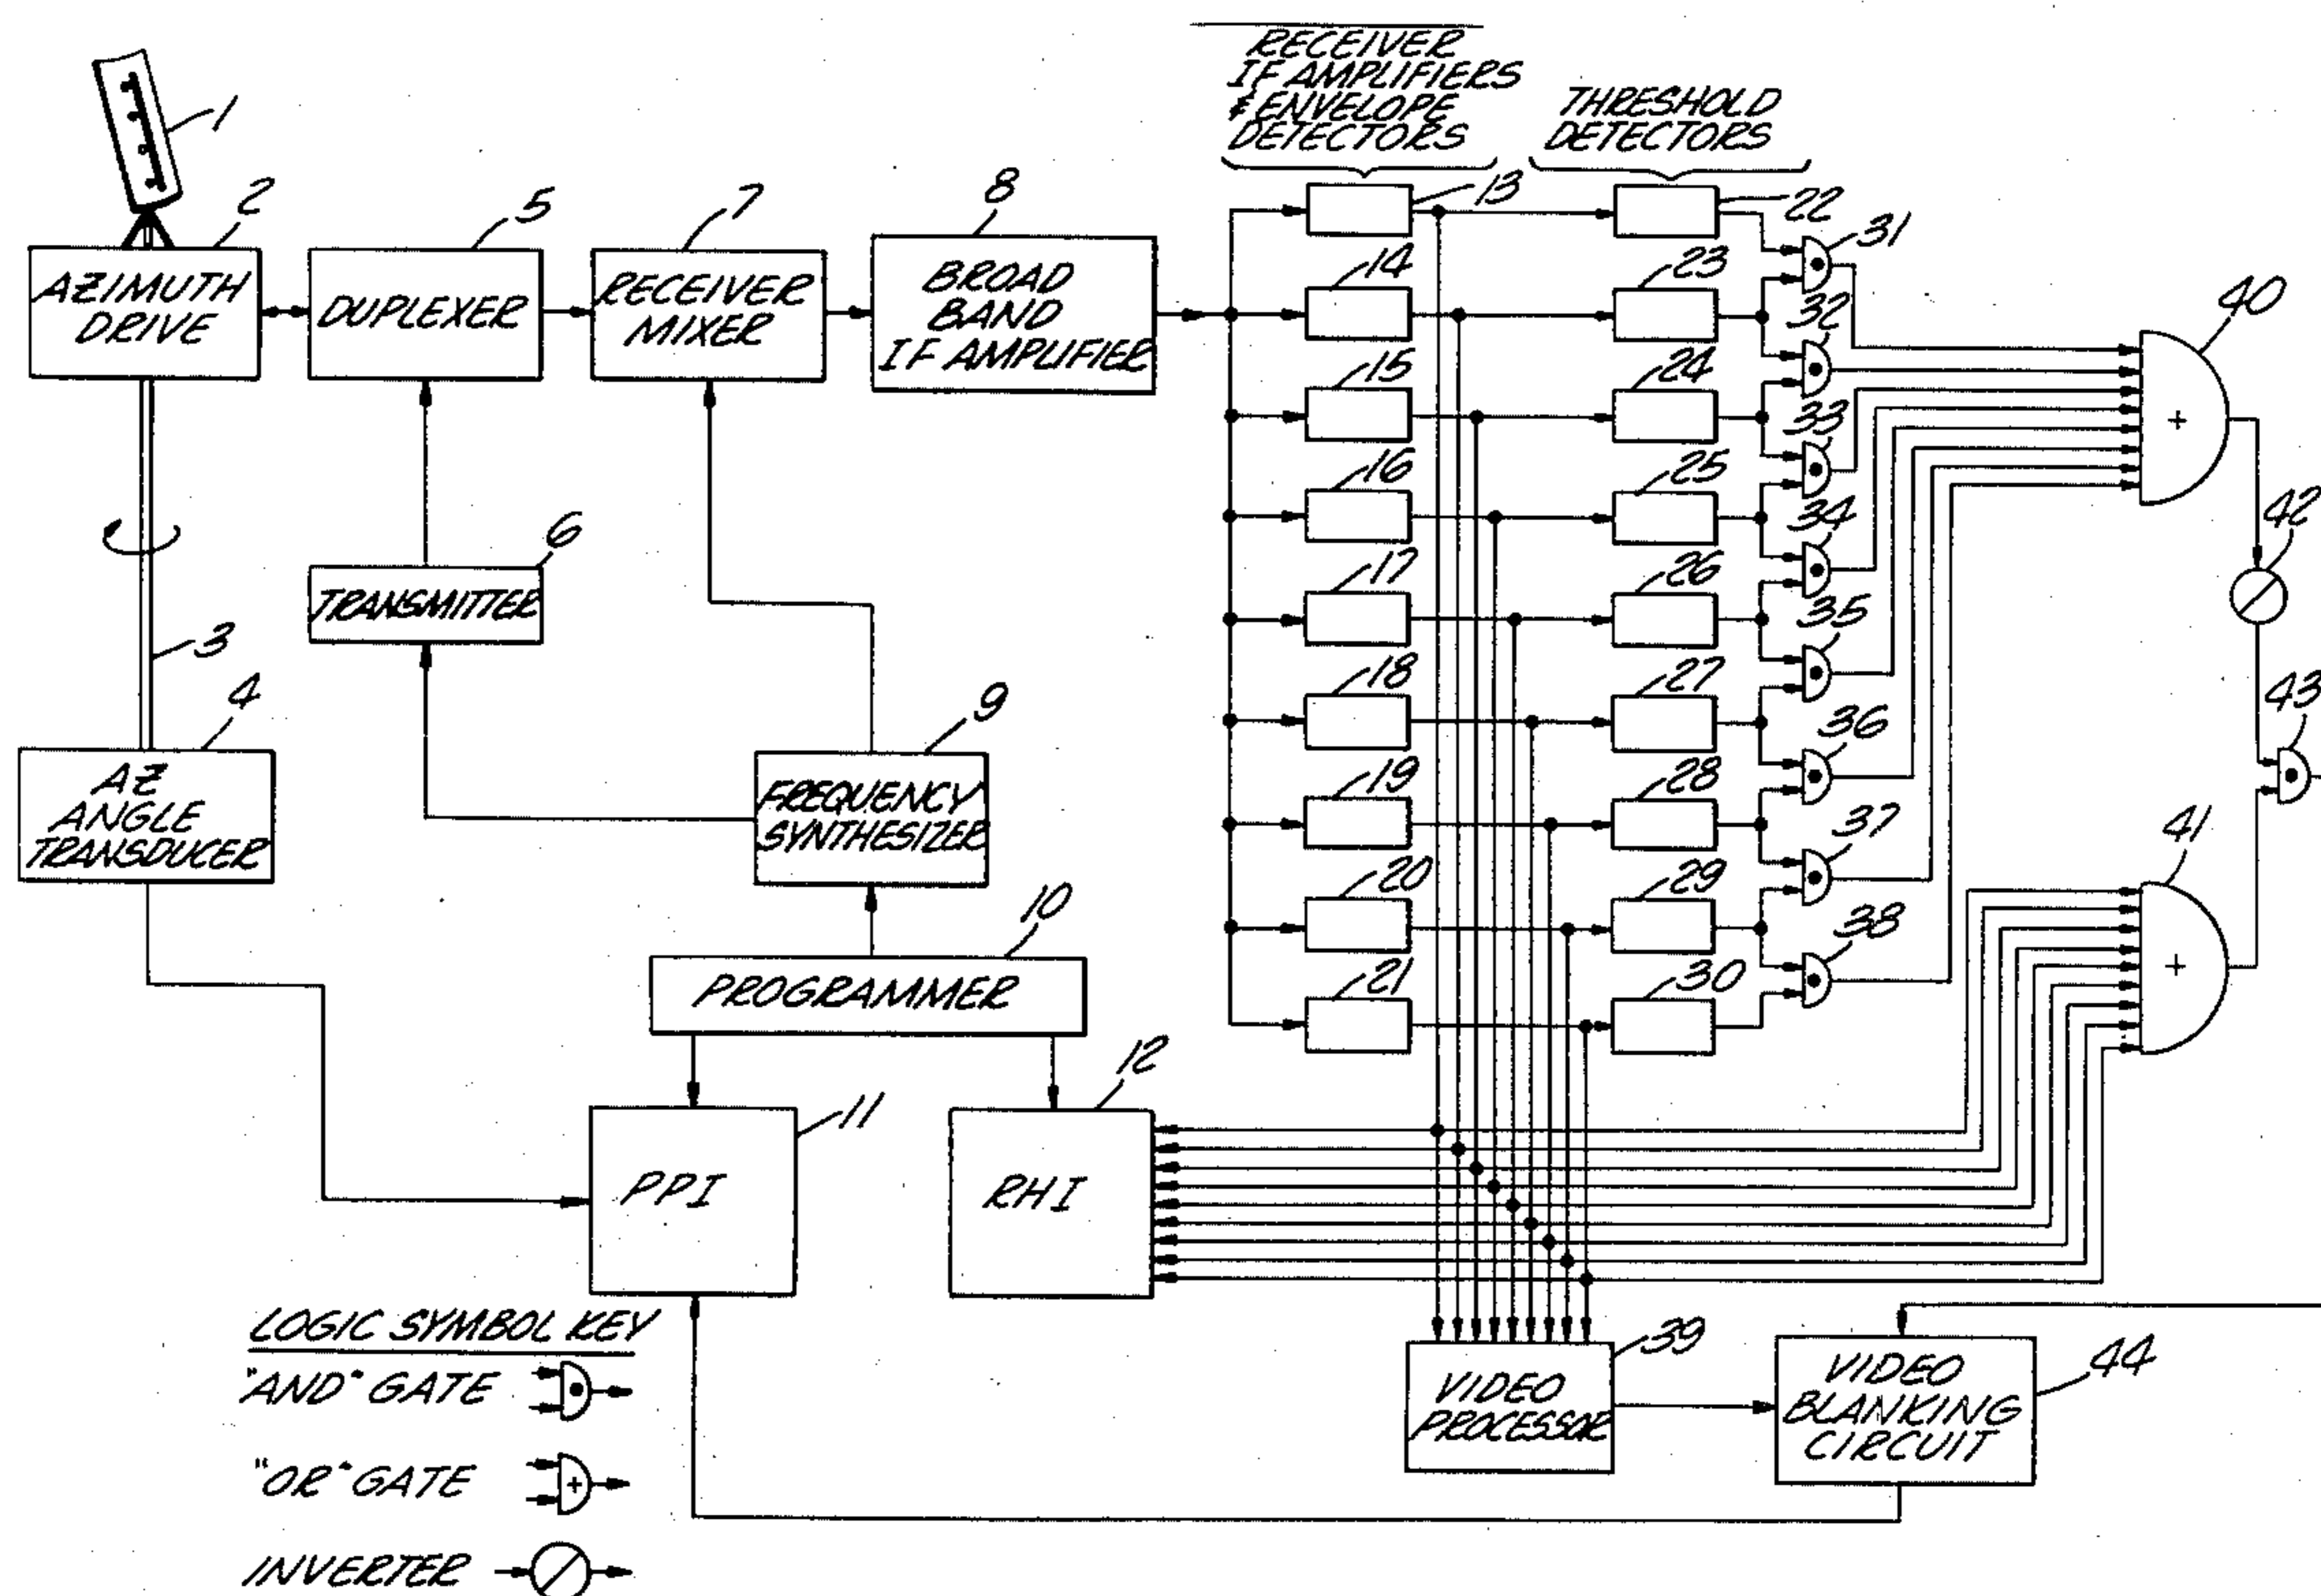 RECEIVER
IF AMPLIFIERS
& ENVELOPE
DETECTORS
THRESHOLD
DETECTORS
1
2
AZIMUTH
DRIVE
5
DUPLEXER
7
RECEIVER
MIXER
8
BROAD
BAND
IF AMPLIFIER
3
4
AZ
ANGLE
TRANSDUCER
6
TRANSMITTER
9
FREQUENCY
SYNTHESIZER
10
PROGRAMMER
11
PPI
12
RHI
13
14
15
16
17
18
19
20
21
22
23
24
25
26
27
28
29
30
31
32
33
34
35
36
37
38
40
+
42
43
41
+
39
VIDEO
PROCESSOR
44
VIDEO
BLANKING
CIRCUIT
LOGIC SYMBOL KEY
"AND" GATE
"OR" GATE
+
INVERTER